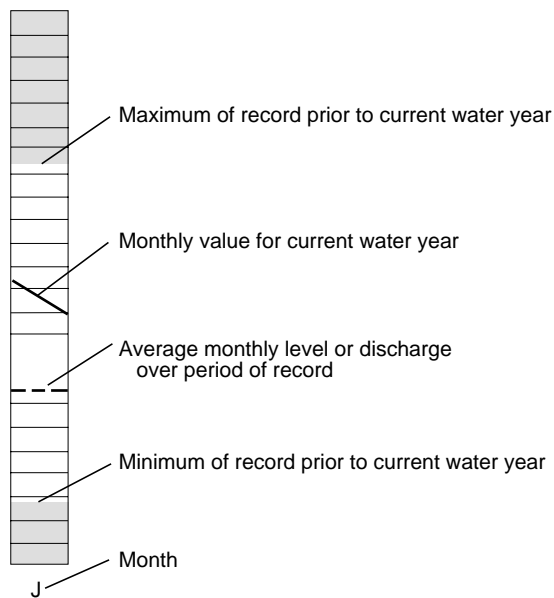 Maximum of record prior to current water year
Monthly value for current water year
Average monthly level or discharge
over period of record
Minimum of record prior to current water year
Month
J